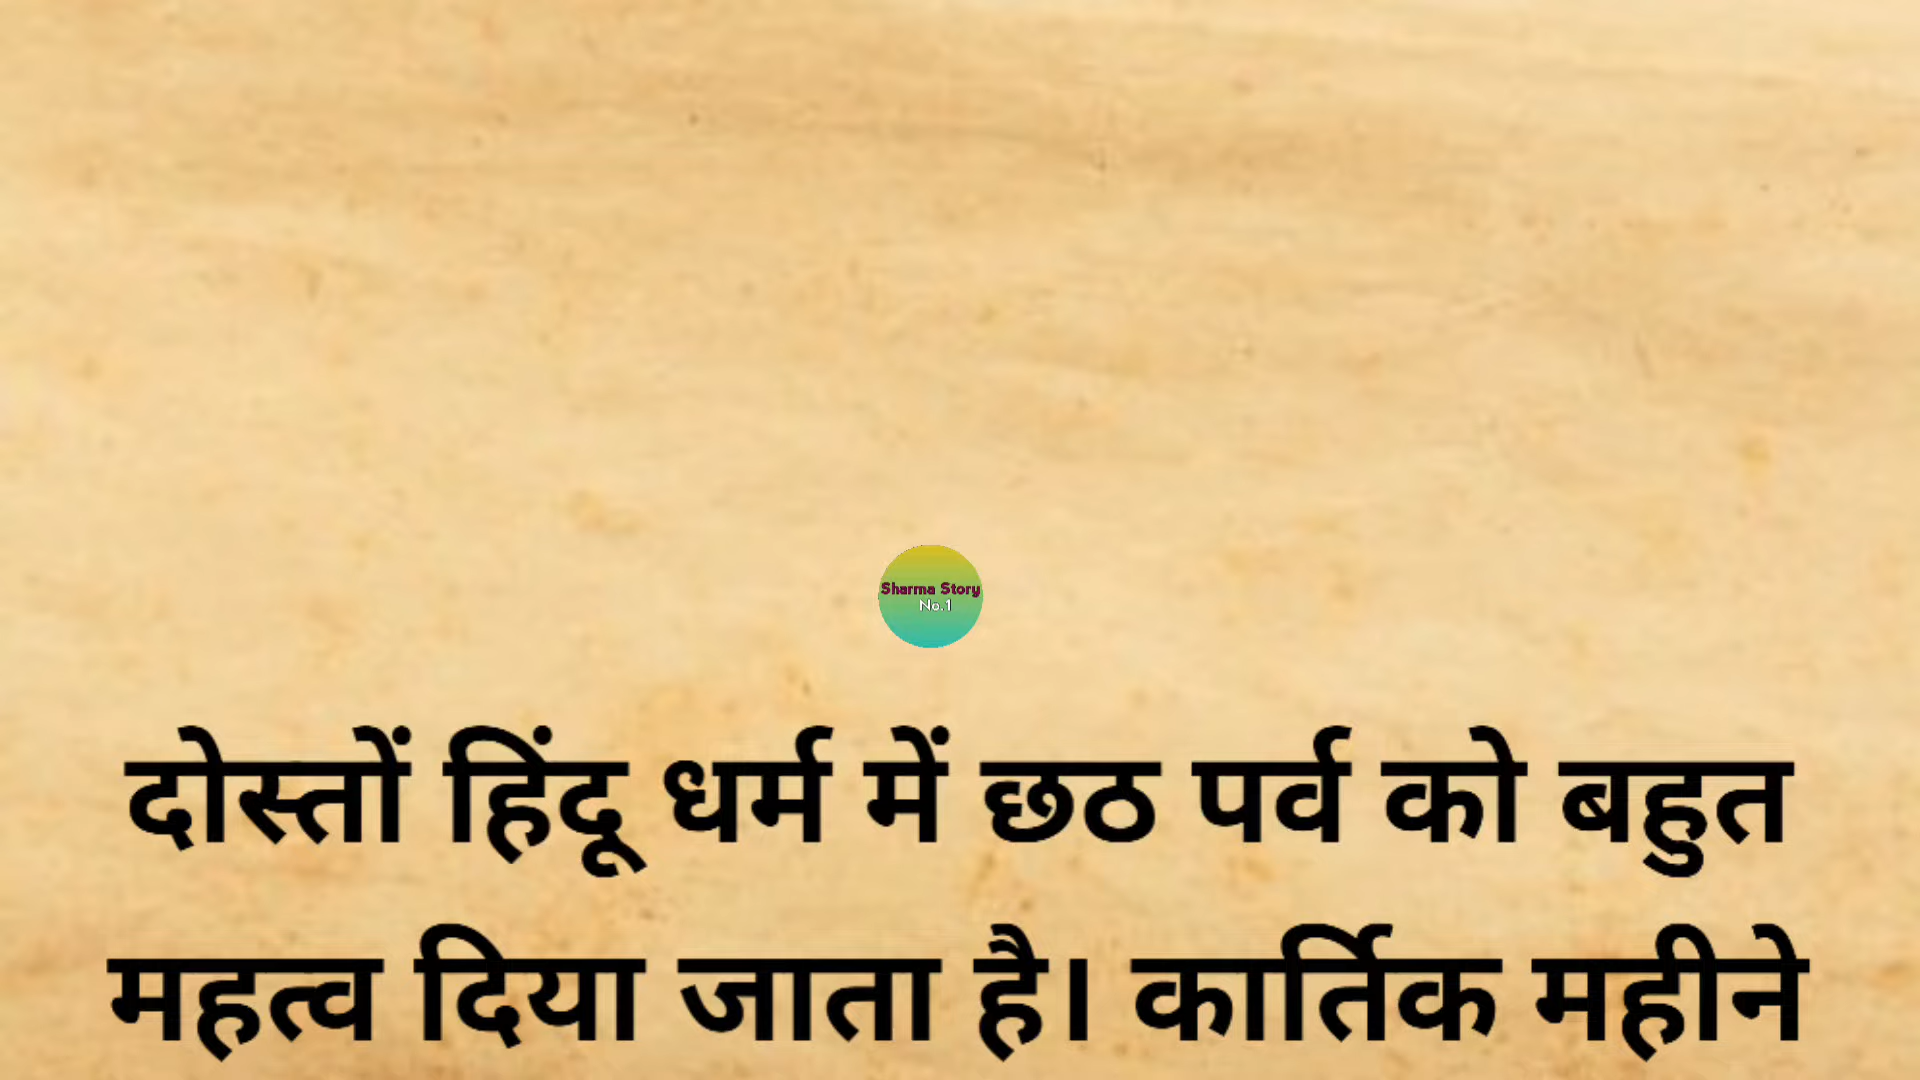 Sharma Story
No.1
दोस्तों हिंदू धर्म में छठ पर्व को बहुत
महत्व दिया जाता है। कार्तिक महीने